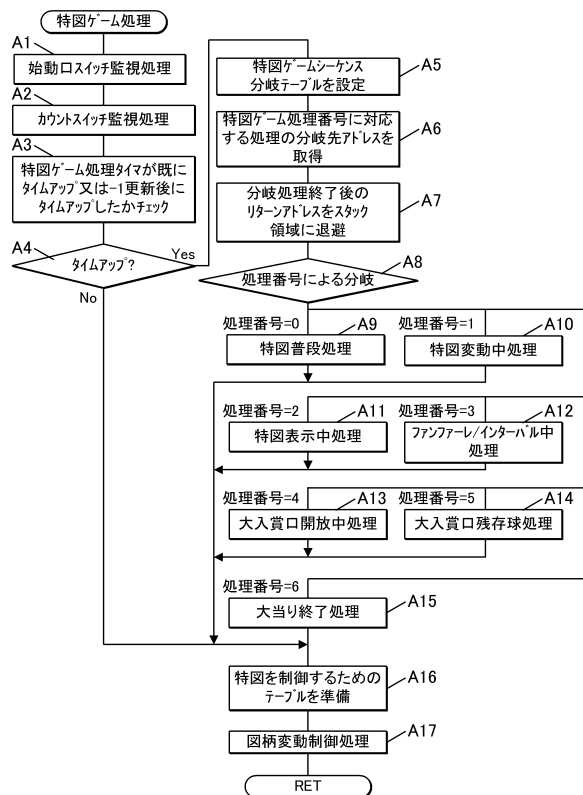 特図ゲーム処理
A1
始動口スイッチ監視処理
A2
カウントスイッチ監視処理
A3
特図ゲーム処理タイマが既に
タイムアップ又は-1更新後に
タイムアップしたかチェック
A4
タイムアップ?
Yes
No
特図ゲームシーケンス
分岐テーブルを設定
A5
特図ゲーム処理番号に対応
する処理の分岐先アドレスを
取得
A6
分岐処理終了後の
リターンアドレスをスタック
領域に退避
A7
処理番号による分岐
A8
処理番号=0
A9
特図普段処理
処理番号=1
A10
特図変動中処理
処理番号=2
A11
特図表示中処理
処理番号=3
A12
ファンファーレ/インターバル中
処理
処理番号=4
A13
大入賞口開放中処理
処理番号=5
A14
大入賞口残存球処理
処理番号=6
大当り終了処理
A15
特図を制御するための
テーブルを準備
A16
図柄変動制御処理
A17
RET